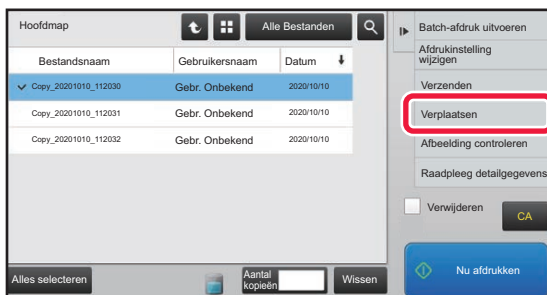 Hoofdmap
Alle Bestanden
Bestandsnaam Gebruikersnaam Datum
Copy_20201010_112030 Gebr. Onbekend 2020/10/10
Copy_20201010_112031 Gebr. Onbekend 2020/10/10
Copy_20201010_112032 Gebr. Onbekend 2020/10/10
Alles selecteren
Aantal
kopieën
Wissen
Batch-afdruk uitvoeren
Afdrukinstelling
wijzigen
Verzenden
Verplaatsen
Afbeelding controleren
Raadpleeg detailgegevens
Verwijderen
CA
Nu afdrukken